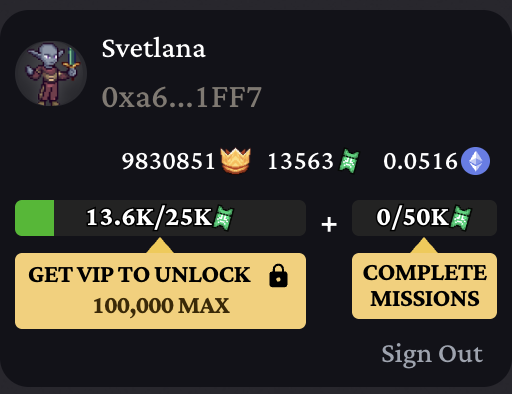 Svetlana
0xa6...1FF7
9830851 13563 0.0516
13.6K/25K + 0/50K
GET VIP TO UNLOCK
100,000 MAX
COMPLETE
MISSIONS
Sign Out